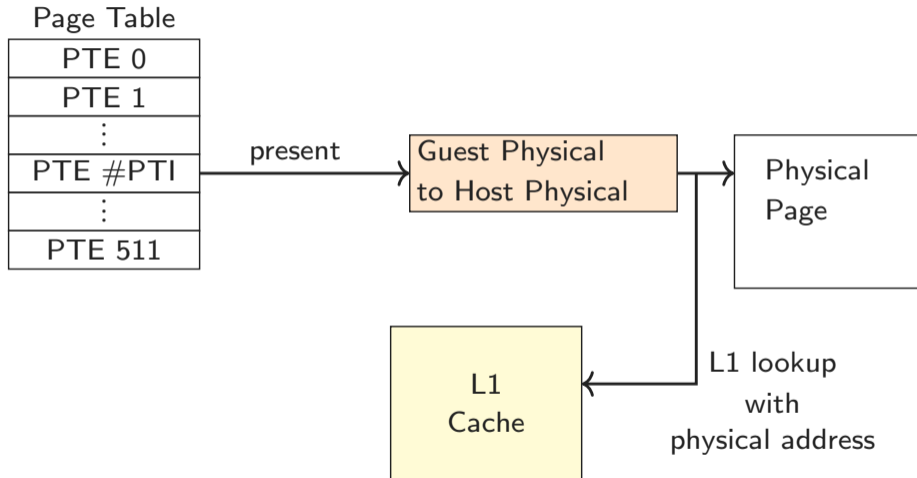 Page Table
PTE 0
PTE 1
⋮
PTE #PTI
⋮
PTE 511
present
Guest Physical
to Host Physical
Physical
Page
L1
Cache
L1 lookup
with
physical address